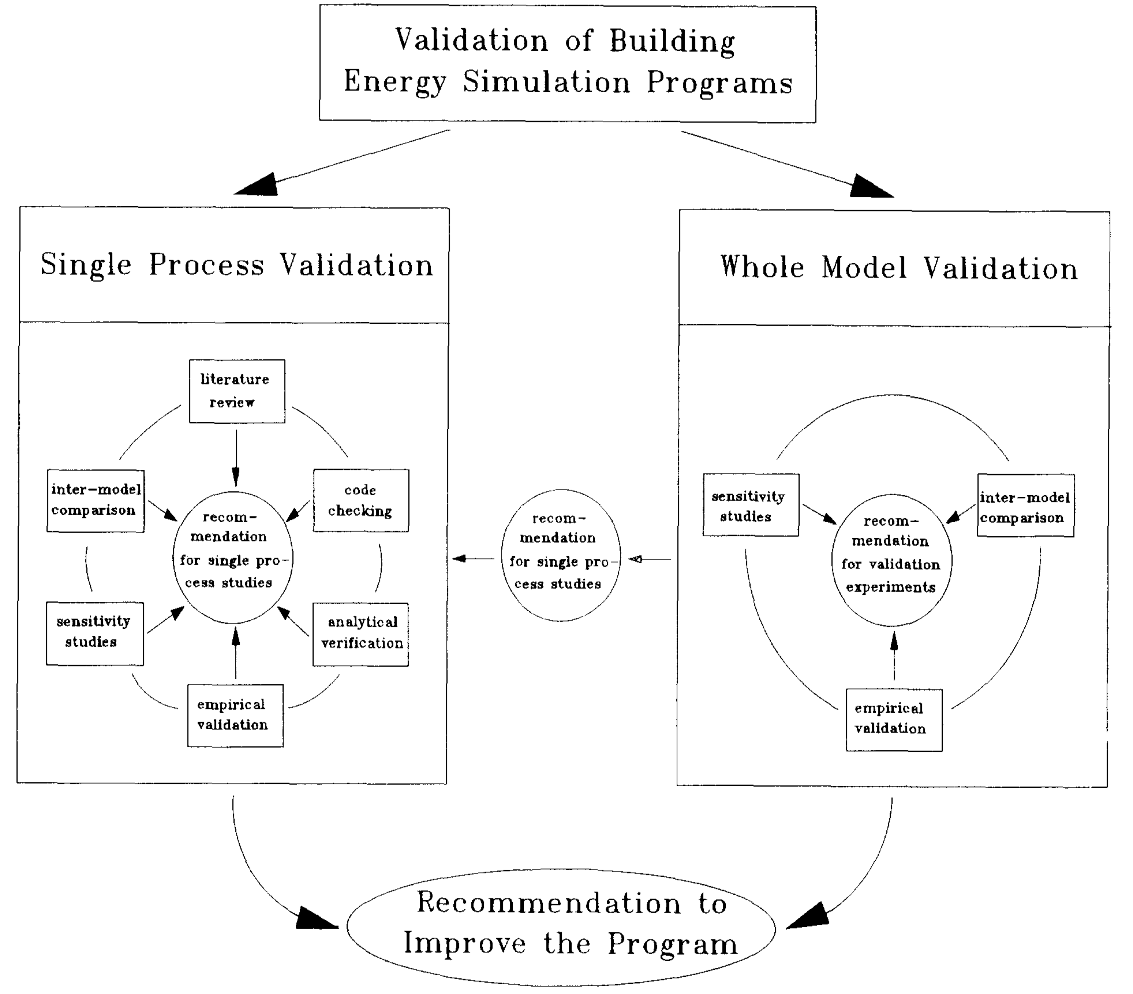 Validation of Building
Energy Simulation Programs
Single Process Validation
literature
review
inter-model
comparison
code
checking
recom-
mendation
for single pro-
cess studies
sensitivity
studies
analytical
verification
empirical
validation
recom-
mendation
for single pro-
cess studies
Whole Model Validation
sensitivity
studies
inter-model
comparison
recom-
mendation
for validation
experiments
empirical
validation
Recommendation to
Improve the Program